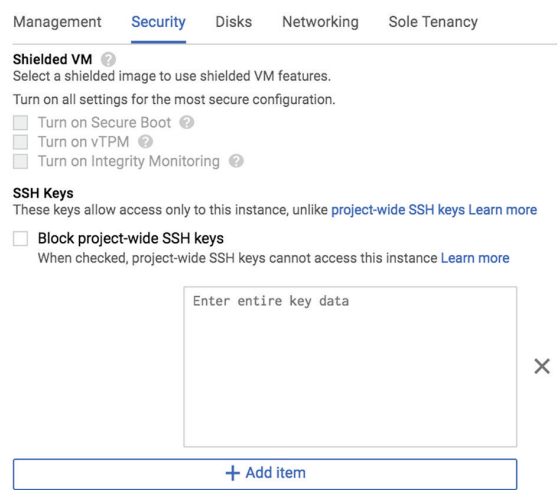 Management Security Disks Networking Sole Tenancy
Shielded VM ?
Select a shielded image to use shielded VM features.
Turn on all settings for the most secure configuration.
Turn on Secure Boot ?
Turn on vTPM ?
Turn on Integrity Monitoring ?
SSH Keys
These keys allow access only to this instance, unlike project-wide SSH keys Learn more
Block project-wide SSH keys
When checked, project-wide SSH keys cannot access this instance Learn more
Enter entire key data
+ Add item